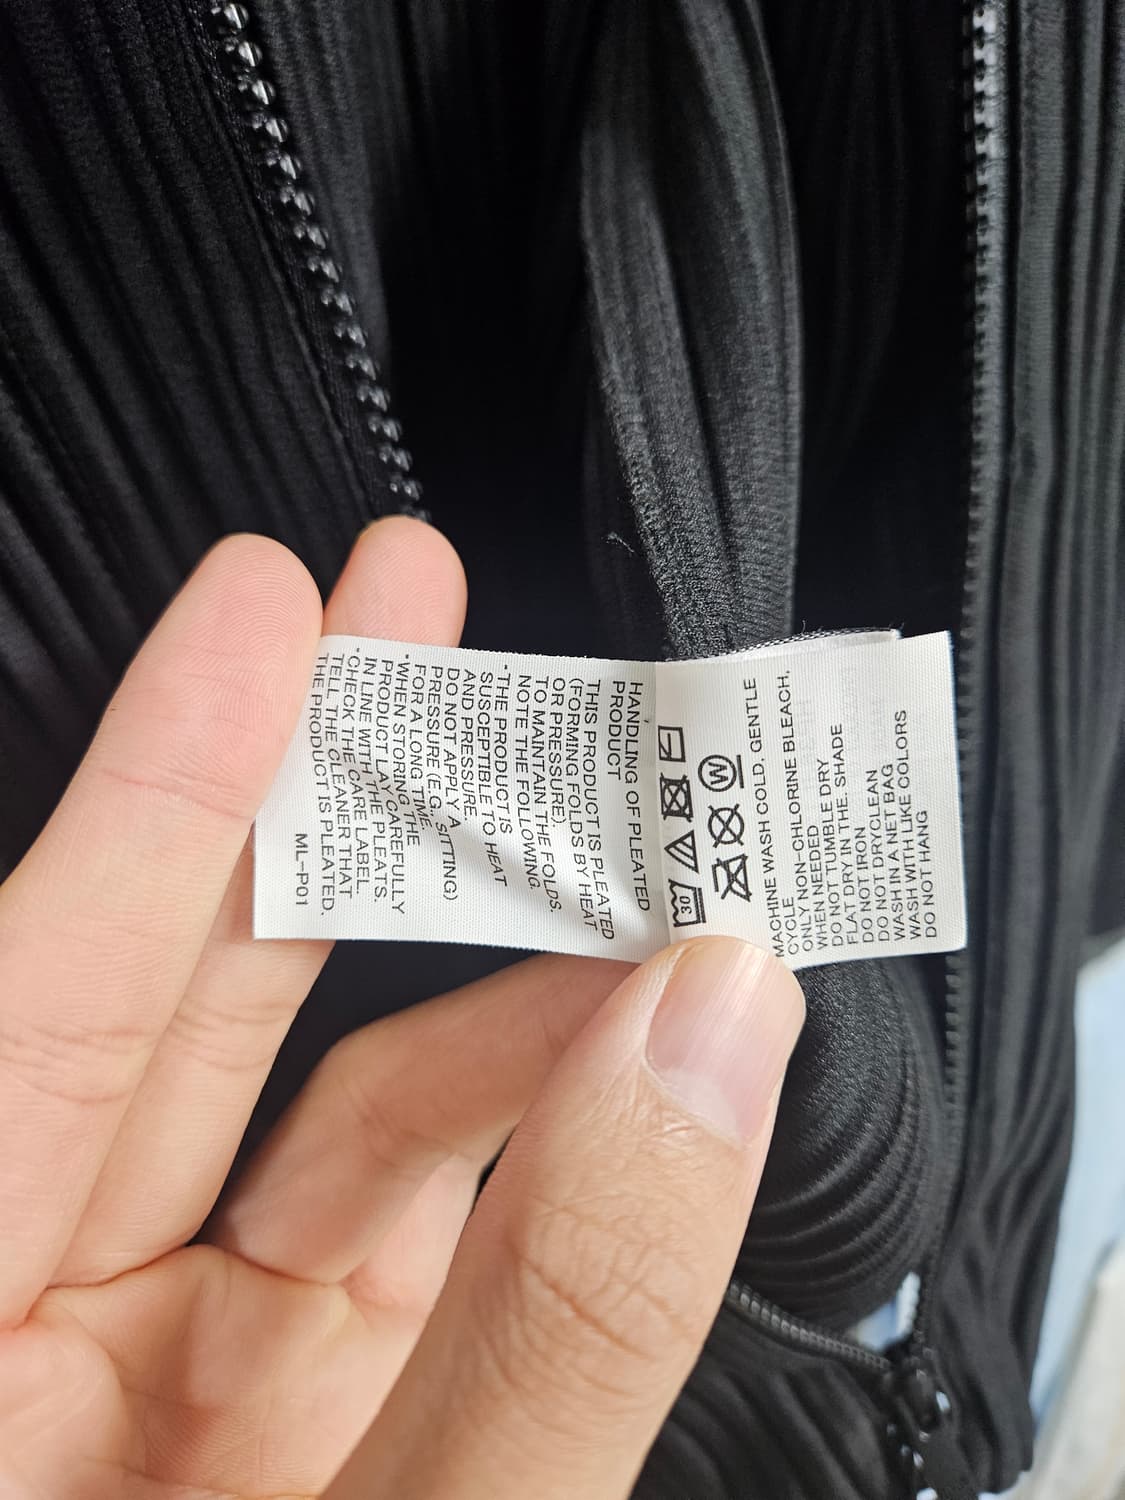 30
W
MACHINE WASH COLD, GENTLE
CYCLE
ONLY NON-CHLORINE BLEACH,
WHEN NEEDED
DO NOT TUMBLE DRY
FLAT DRY IN THE. SHADE
DO NOT IRON
DO NOT DRYCLEAN
WASH IN A NET BAG
WASH WITH LIKE COLORS
DO NOT HANG
HANDLING OF PLEATED
PRODUCT
THIS PRODUCT IS PLEATED
(FORMING FOLDS BY HEAT
OR PRESSURE)
TO MAINTAIN THE FOLDS,
NOTE THE FOLLOWING.
·THE PRODUCT IS
SUSCEPTIBLE TO HEAT
AND PRESSURE.
DO NOT APPLY A
PRESSURE (E.G., SITTING)
FOR A LONG TIME.
·WHEN STORING THE
PRODUCT LAY CAREFULLY
IN LINE WITH THE PLEATS.
·CHECK THE CARE LABEL.
TELL THE CLEANER THAT
THE PRODUCT IS PLEATED.
ML-P01